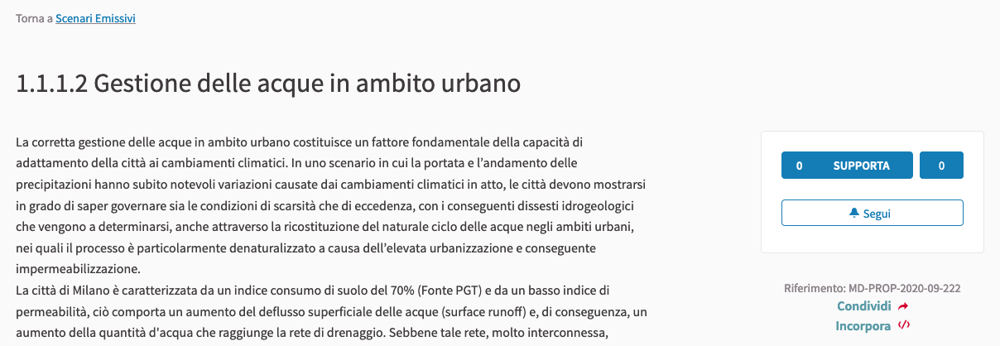 Torna a Scenari Emissivi
1.1.1.2 Gestione delle acque in ambito urbano
La corretta gestione delle acque in ambito urbano costituisce un fattore fondamentale della capacità di
adattamento della città ai cambiamenti climatici. In uno scenario in cui la portata e l’andamento delle
precipitazioni hanno subito notevoli variazioni causate dai cambiamenti climatici in atto, le città devono mostrarsi
in grado di saper governare sia le condizioni di scarsità che di eccedenza, con i conseguenti dissesti idrogeologici
che vengono a determinarsi, anche attraverso la ricostituzione del naturale ciclo delle acque negli ambiti urbani,
nei quali il processo è particolarmente denaturalizzato a causa dell’elevata urbanizzazione e conseguente
impermeabilizzazione.
La città di Milano è caratterizzata da un indice consumo di suolo del 70% (Fonte PGT) e da un basso indice di
permeabilità, ciò comporta un aumento del deflusso superficiale delle acque (surface runoff) e, di conseguenza, un
aumento della quantità d'acqua che raggiunge la rete di drenaggio. Sebbene tale rete, molto interconnessa,
0 SUPPORTA 0
Segui
Riferimento: MD-PROP-2020-09-222
Condividi
Incorpora